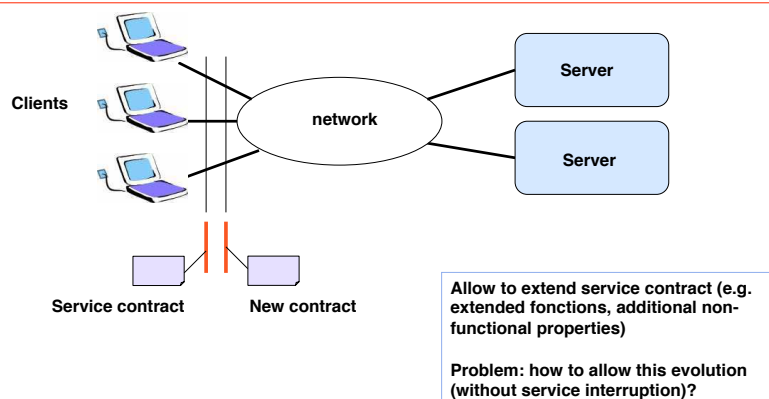 Clients
network
Server
Server
Service contract
New contract
Allow to extend service contract (e.g.
extended fonctions, additional non-
functional properties)
Problem: how to allow this evolution
(without service interruption)?